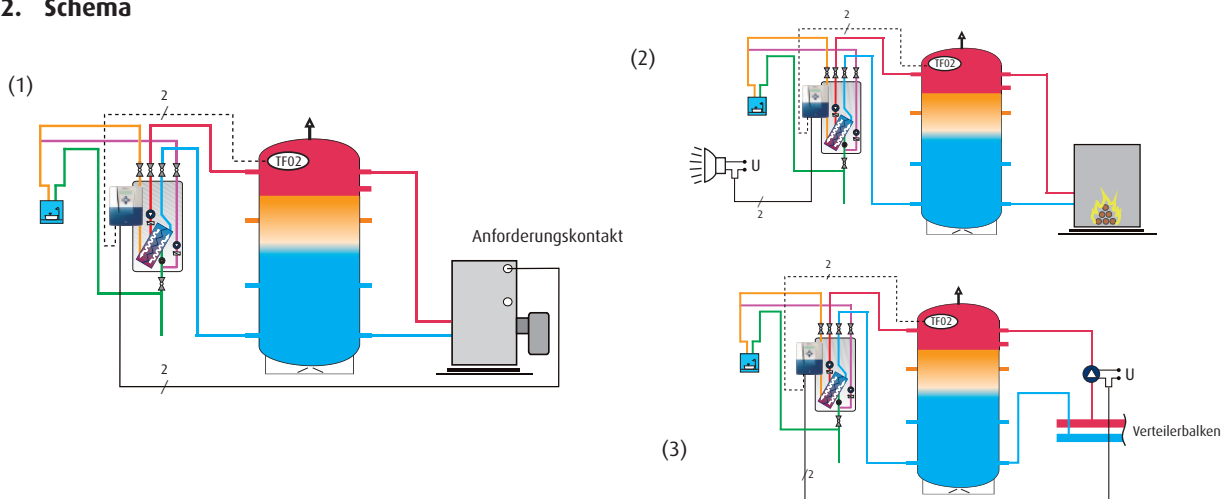 2. Schema
(1)
2
TF02
Anforderungskontakt
2
(2)
2
TF02
U
2
2
TF02
U
Verteilerbalken
(3)
2